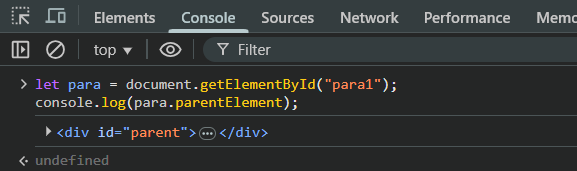 Elements Console Sources Network Performance Memo
top ▼ Filter
let para = document.getElementById("para1");
console.log(para.parentElement);
<div id="parent">⋯</div>
undefined